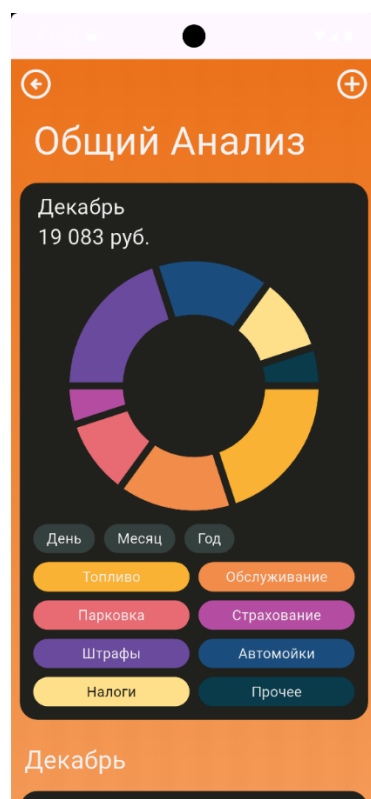 Общий Анализ
Декабрь
19 083 руб.
День Месяц Год
Топливо Обслуживание
Парковка Страхование
Штрафы Автомойки
Налоги Прочее
Декабрь